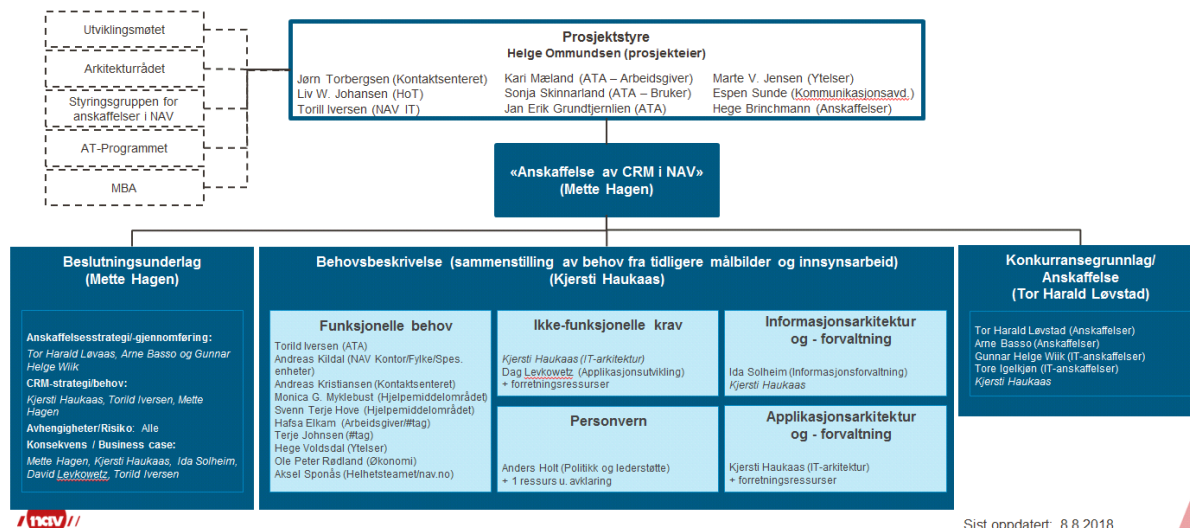 Utviklingsmøtet
Arkitekturrådet
Styringsgruppen for
anskaffelser i NAV
AT-Programmet
MBA
Prosjektstyre
Helge Ommundsen (prosjekteier)
Jørn Torbergsen (Kontaktsenteret)
Liv W. Johansen (HoT)
Torill Iversen (NAV IT)
Kari Mæland (ATA – Arbeidsgiver)
Sonja Skinnarland (ATA – Bruker)
Jan Erik Grundtjernlien (ATA)
Marte V. Jensen (Ytelser)
Espen Sunde (Kommunikasjonsavd.)
Hege Brinchmann (Anskaffelser)
«Anskaffelse av CRM i NAV»
(Mette Hagen)
Beslutningsunderlag
(Mette Hagen)
Anskaffelsesstrategi/-gjennomføring:
Tor Harald Løvaas, Arne Basso og Gunnar
Helge Wiik
CRM-strategi/behov:
Kjersti Haukaas, Torild Iversen, Mette
Hagen
Avhengigheter/Risiko: Alle
Konsekvens / Business case:
Mette Hagen, Kjersti Haukaas, Ida Solheim,
David Levkowetz, Torild Iversen
Behovsbeskrivelse (sammenstilling av behov fra tidligere målbilder og innsynsarbeid)
(Kjersti Haukaas)
Funksjonelle behov
Torild Iversen (ATA)
Andreas Kildal (NAV Kontor/Fylke/Spes.
enheter)
Andreas Kristiansen (Kontaktsenteret)
Monica G. Myklebust (Hjelpemiddelområdet)
Svenn Terje Hove (Hjelpemiddelområdet)
Hafsa Elkam (Arbeidsgiver/#tag)
Terje Johnsen (#tag)
Hege Voldsdal (Ytelser)
Ole Peter Rødland (Økonomi)
Aksel Sponås (Helhetsteamet/nav.no)
Ikke-funksjonelle krav
Kjersti Haukaas (IT-arkitektur)
Dag Levkowetz (Applikasjonsutvikling)
+ forretningsressurser
Personvern
Anders Holt (Politikk og lederstøtte)
+ 1 ressurs u. avklaring
Informasjonsarkitektur
og - forvaltning
Ida Solheim (Informasjonsforvaltning)
Kjersti Haukaas
Applikasjonsarkitektur
og - forvaltning
Kjersti Haukaas (IT-arkitektur)
+ forretningsressurser
Konkurransegrunnlag/
Anskaffelse
(Tor Harald Løvstad)
Tor Harald Løvstad (Anskaffelser)
Arne Basso (Anskaffelser)
Gunnar Helge Wiik (IT-anskaffelser)
Tore Igelkjøn (IT-anskaffelser)
Kjersti Haukaas
nav
Sist oppdatert: 8.8.2018